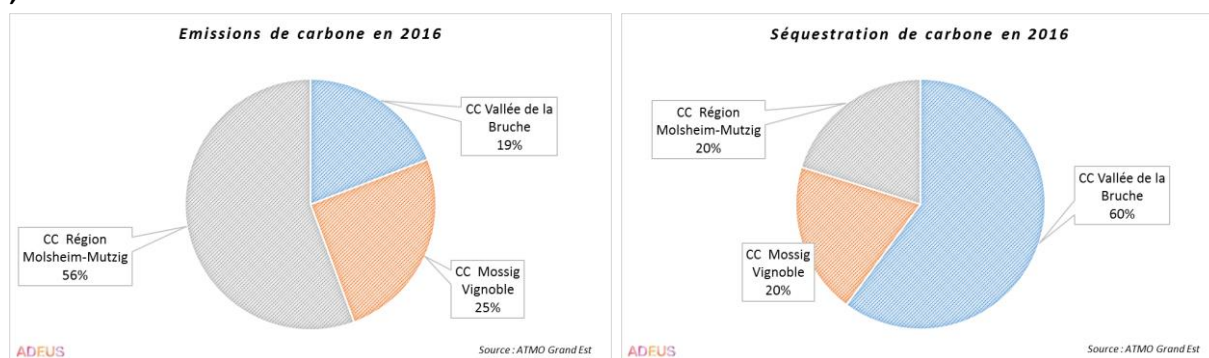 Emissions de carbone en 2016
CC Vallée de la
Bruche
19%
CC Région
Molsheim-Mutzig
56%
CC Mossig
Vignoble
25%
ADEUS
Source : ATMO Grand Est
Séquestration de carbone en 2016
CC Région
Molsheim-Mutzig
20%
CC Vallée de la
Bruche
60%
CC Mossig
Vignoble
20%
ADEUS
Source : ATMO Grand Est